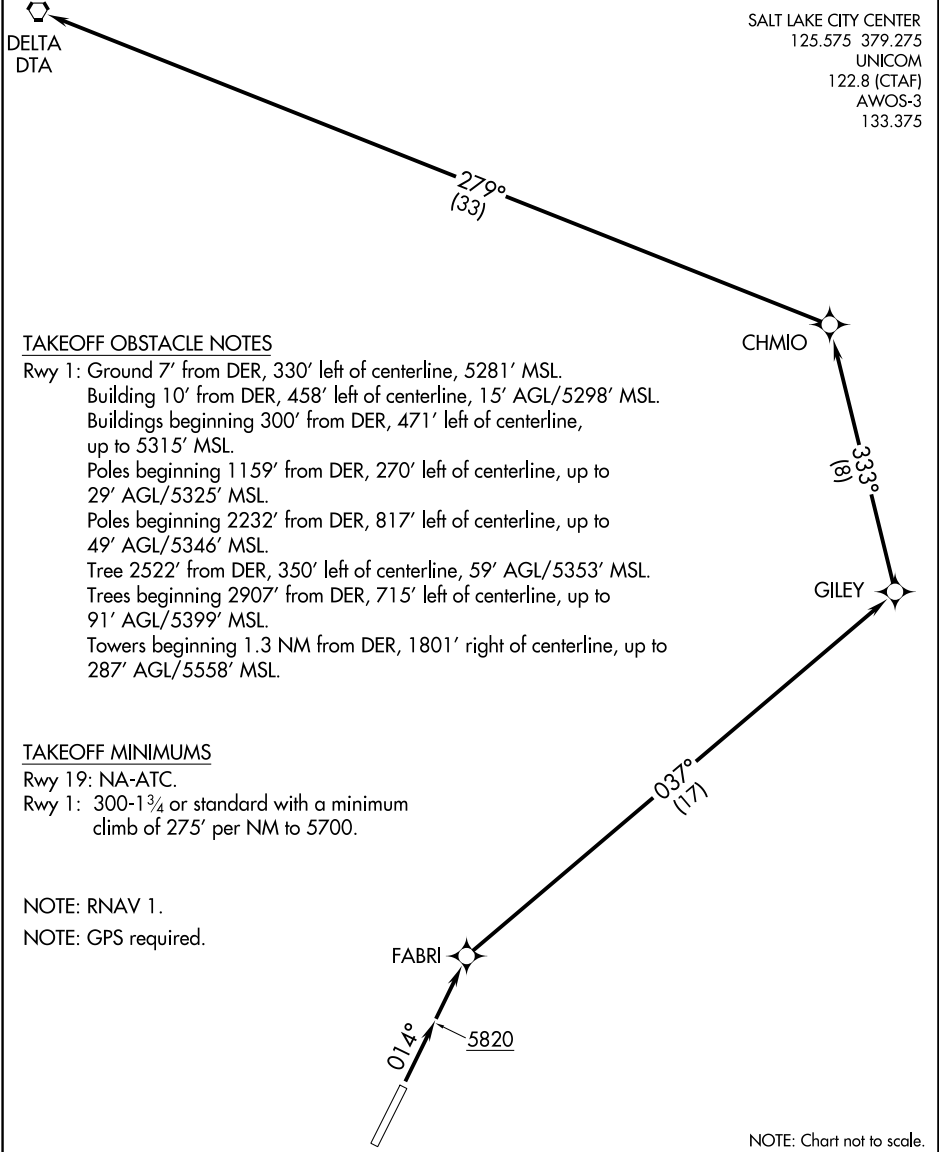 DELTA
DTA
SALT LAKE CITY CENTER
125.575 379.275
UNICOM
122.8 (CTAF)
AWOS-3
133.375
279°
(33)
CHMIO
TAKEOFF OBSTACLE NOTES
Rwy 1: Ground 7' from DER, 330' left of centerline, 5281' MSL.
Building 10' from DER, 458' left of centerline, 15' AGL/5298' MSL.
Buildings beginning 300' from DER, 471' left of centerline,
up to 5315' MSL.
Poles beginning 1159' from DER, 270' left of centerline, up to
29' AGL/5325' MSL.
Poles beginning 2232' from DER, 817' left of centerline, up to
49' AGL/5346' MSL.
Tree 2522' from DER, 350' left of centerline, 59' AGL/5353' MSL.
Trees beginning 2907' from DER, 715' left of centerline, up to
91' AGL/5399' MSL.
Towers beginning 1.3 NM from DER, 1801' right of centerline, up to
287' AGL/5558' MSL.
333°
(8)
GILEY
TAKEOFF MINIMUMS
Rwy 19: NA-ATC.
Rwy 1: 300-1¾ or standard with a minimum
climb of 275' per NM to 5700.
037°
(17)
NOTE: RNAV 1.
NOTE: GPS required.
FABRI
014°
5820
NOTE: Chart not to scale.